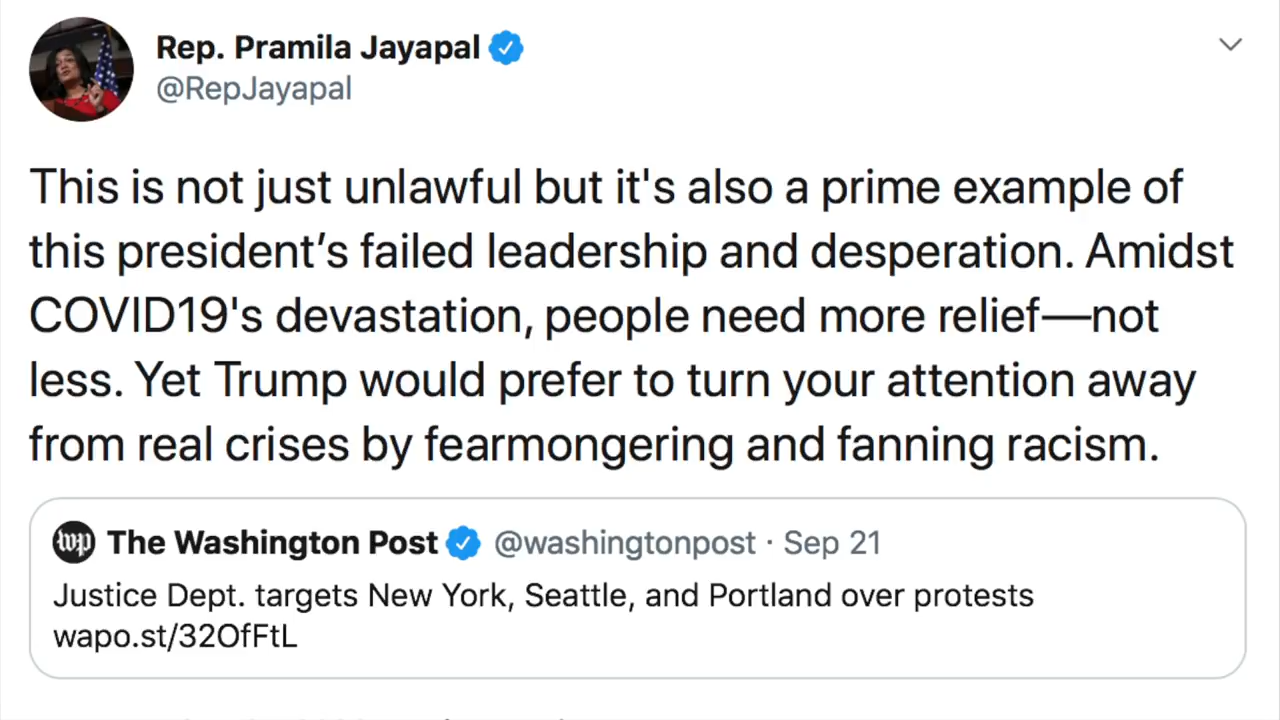 Rep. Pramila Jayapal
@RepJayapal
This is not just unlawful but it's also a prime example of
this president’s failed leadership and desperation. Amidst
COVID19's devastation, people need more relief—not
less. Yet Trump would prefer to turn your attention away
from real crises by fearmongering and fanning racism.
wp The Washington Post @washingtonpost · Sep 21
Justice Dept. targets New York, Seattle, and Portland over protests
wapo.st/32OfFtL